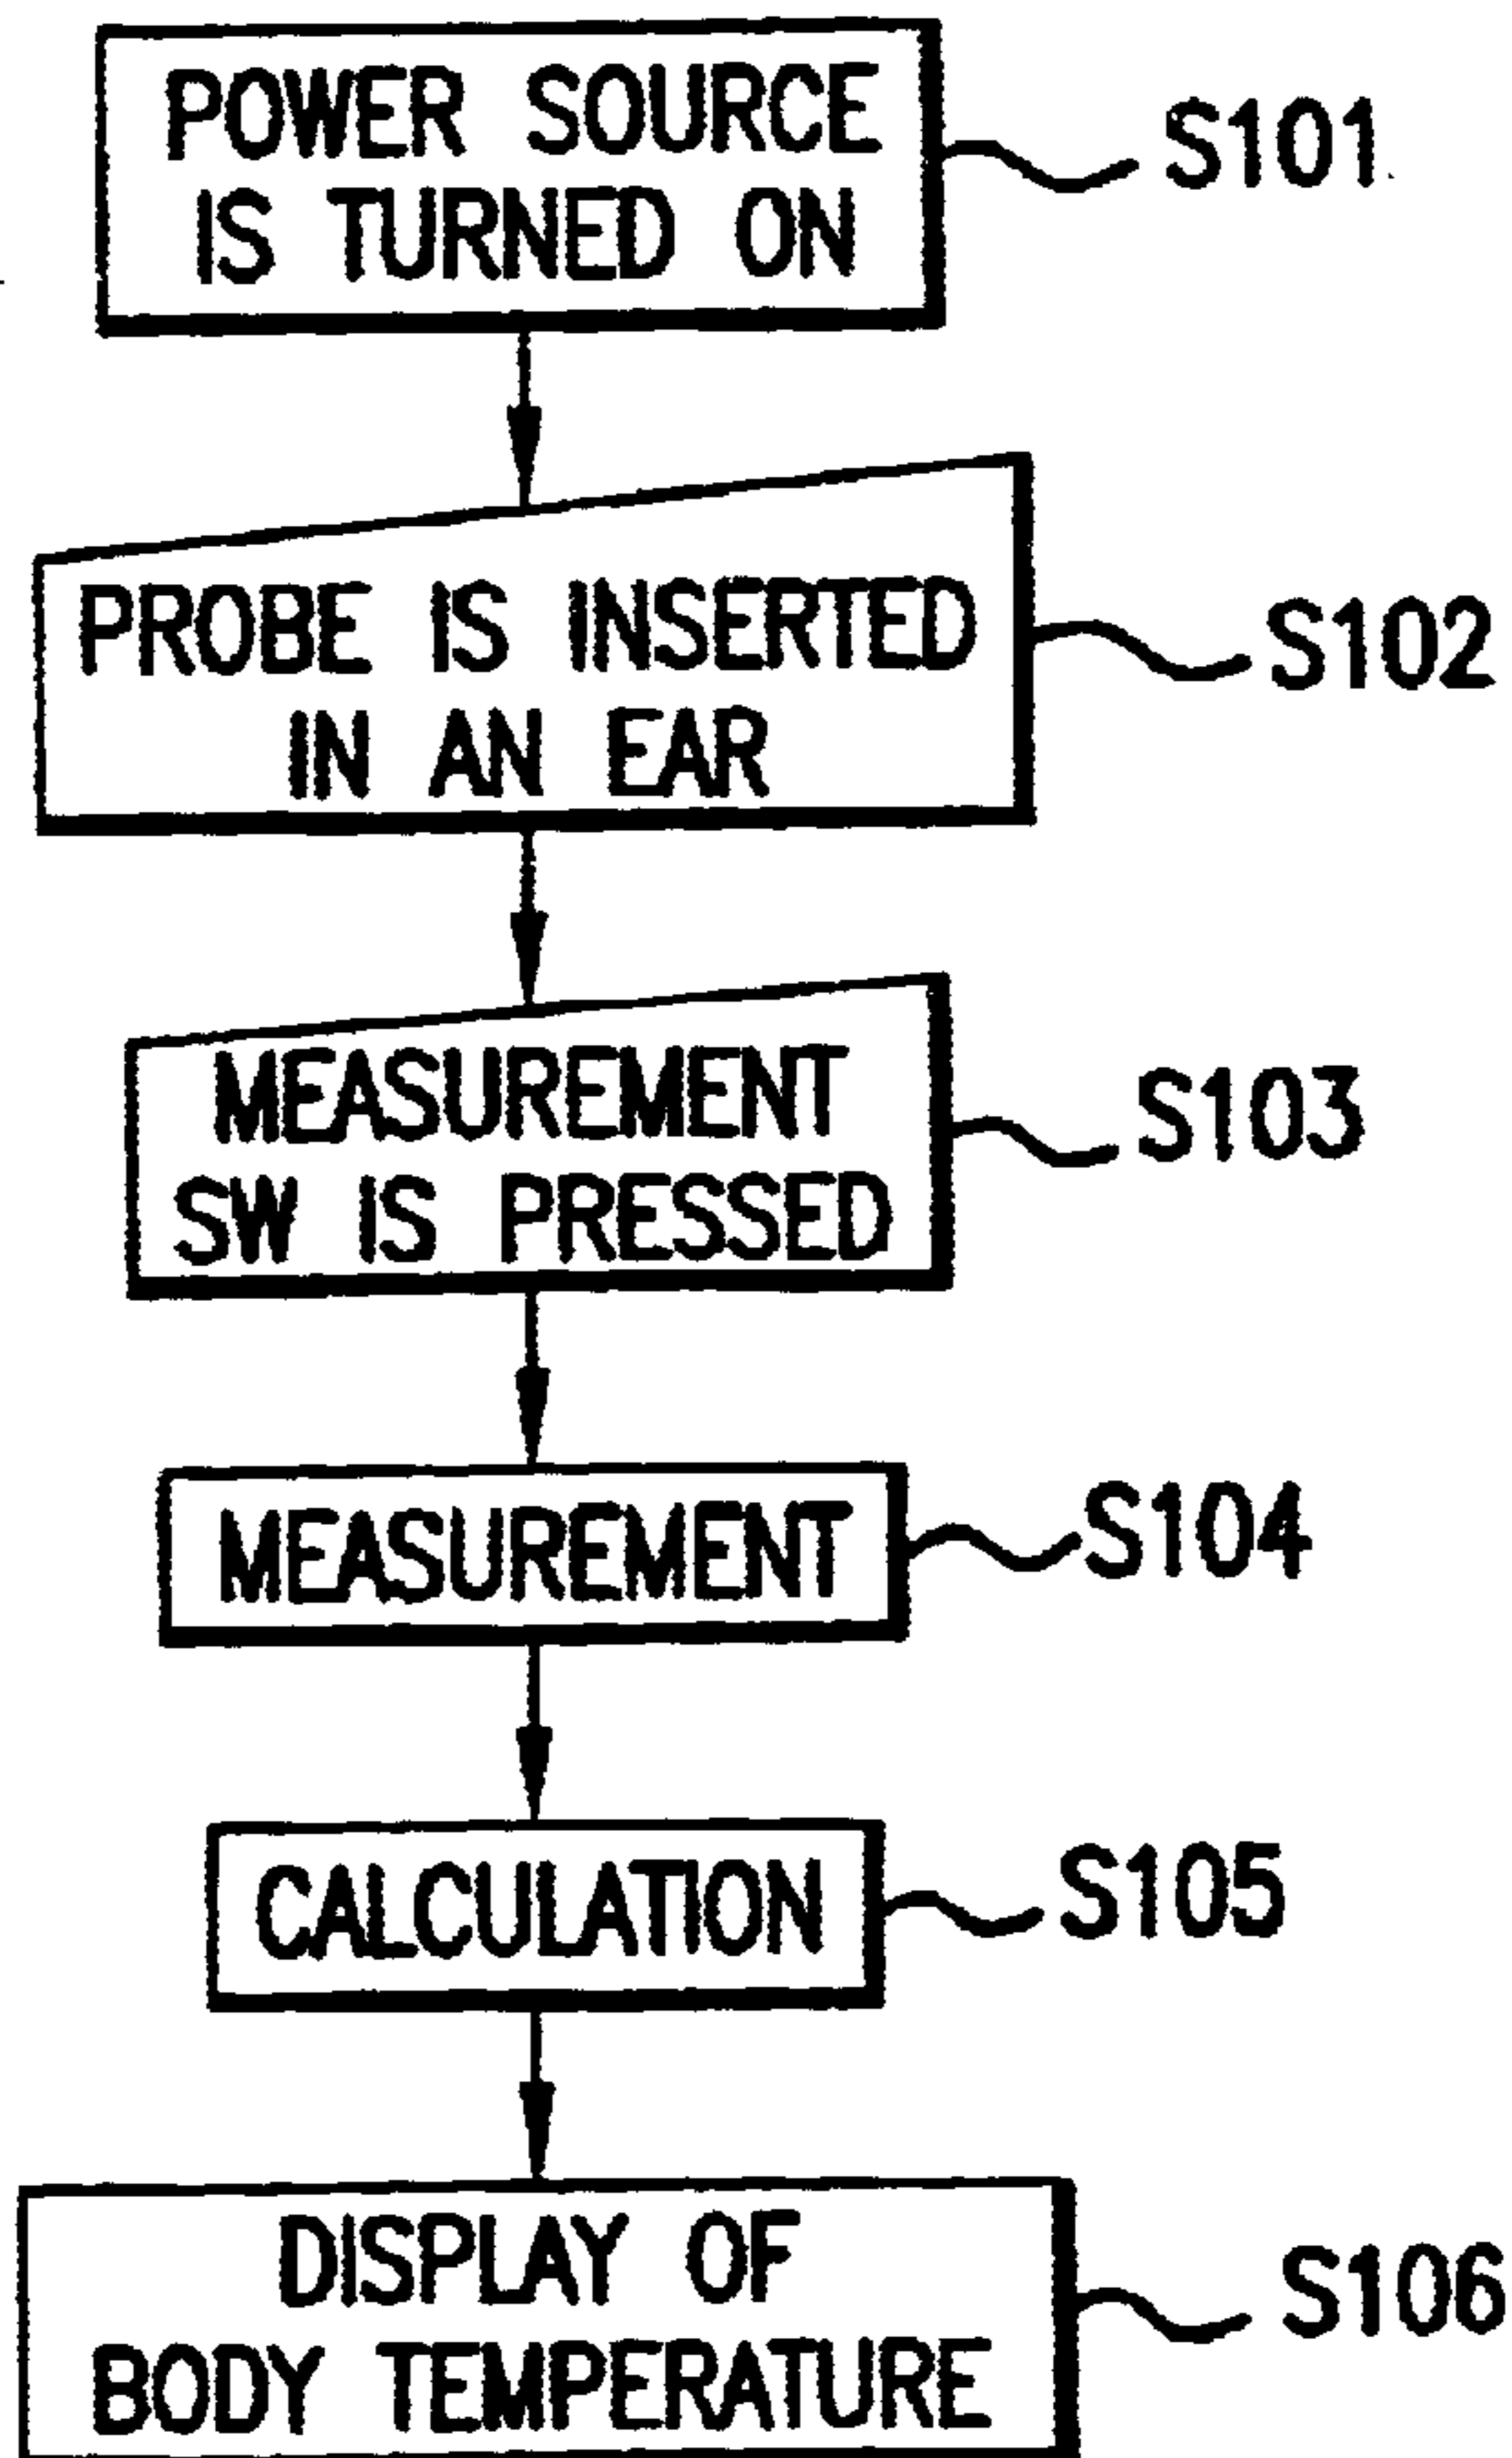 POWER SOURCE
IS TURNED ON
S101
PROBE IS INSERTED
IN AN EAR
S102
MEASUREMENT
SW IS PRESSED
S103
MEASUREMENT
S104
CALCULATION
S105
DISPLAY OF
BODY TEMPERATURE
S106